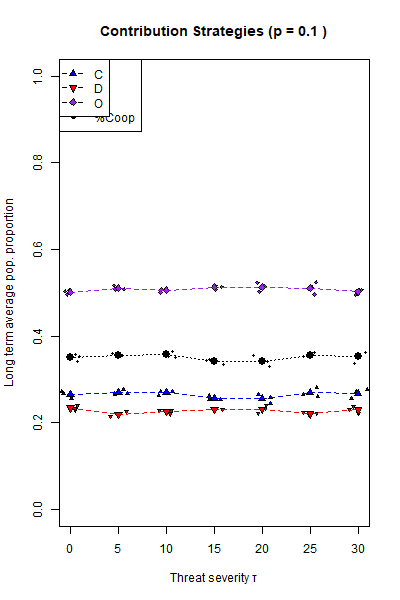 Contribution Strategies (p = 0.1 )
C
D
O
%Coop
Long term average pop. proportion
0.0
0.2
0.4
0.6
0.8
1.0
0 5 10 15 20 25 30
Threat severity τ